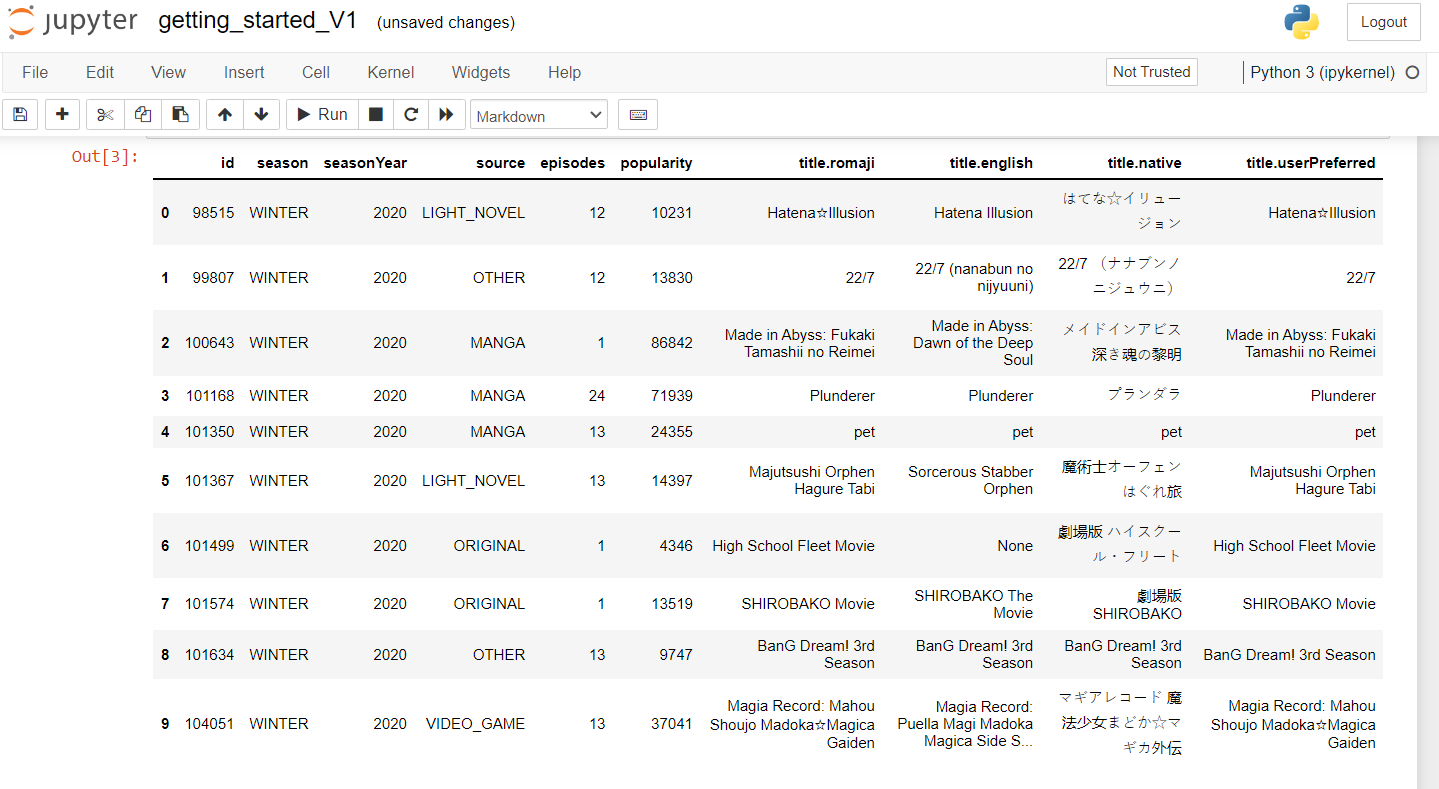 jupyter getting_started_V1 (unsaved changes) Logout
File Edit View Insert Cell Kernel Widgets Help Not Trusted Python 3 (ipykernel)
Run Markdown
Out[3]:
id season seasonYear source episodes popularity title.romaji title.english title.native title.userPreferred
0 98515 WINTER 2020 LIGHT_NOVEL 12 10231 Hatena☆Illusion Hatena Illusion はてな☆イリュー
ジョン Hatena☆Illusion
1 99807 WINTER 2020 OTHER 12 13830 22/7 22/7 (nanabun no
nijyuuni) 22/7 （ナナブンノ
ニジュウニ） 22/7
2 100643 WINTER 2020 MANGA 1 86842 Made in Abyss: Fukaki
Tamashii no Reimei Made in Abyss:
Dawn of the Deep
Soul メイドインアビス
深き魂の黎明 Made in Abyss: Fukaki
Tamashii no Reimei
3 101168 WINTER 2020 MANGA 24 71939 Plunderer Plunderer プランダラ Plunderer
4 101350 WINTER 2020 MANGA 13 24355 pet pet pet pet
5 101367 WINTER 2020 LIGHT_NOVEL 13 14397 Majutsushi Orphen
Hagure Tabi Sorcerous Stabber
Orphen 魔術士オーフェン
はぐれ旅 Majutsushi Orphen
Hagure Tabi
6 101499 WINTER 2020 ORIGINAL 1 4346 High School Fleet Movie None 劇場版 ハイスクー
ル・フリート High School Fleet Movie
7 101574 WINTER 2020 ORIGINAL 1 13519 SHIROBAKO Movie SHIROBAKO The
Movie 劇場版
SHIROBAKO SHIROBAKO Movie
8 101634 WINTER 2020 OTHER 13 9747 BanG Dream! 3rd
Season BanG Dream! 3rd
Season BanG Dream! 3rd
Season BanG Dream! 3rd Season
9 104051 WINTER 2020 VIDEO_GAME 13 37041 Magia Record: Mahou
Shoujo Madoka☆Magica
Gaiden Magia Record:
Puella Magi Madoka
Magica Side S... マギアレコード 魔
法少女まどか☆マ
ギカ外伝 Magia Record: Mahou
Shoujo Madoka☆Magica
Gaiden